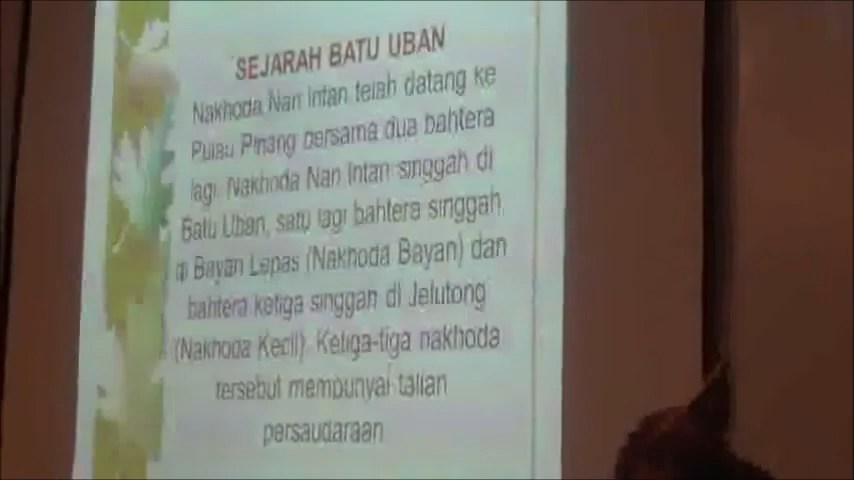 SEJARAH BATU UBAN
Nakhoda Nan Intan telah datang ke
Pulau Pinang bersama dua bahtera
lagi. Nakhoda Nan Intan singgah di
Batu Uban, satu lagi bahtera singgah
di Bayan Lepas (Nakhoda Bayan) dan
bahtera ketiga singgah di Jelutong
(Nakhoda Kecil). Ketiga-tiga nakhoda
tersebut mempunyai talian
persaudaraan